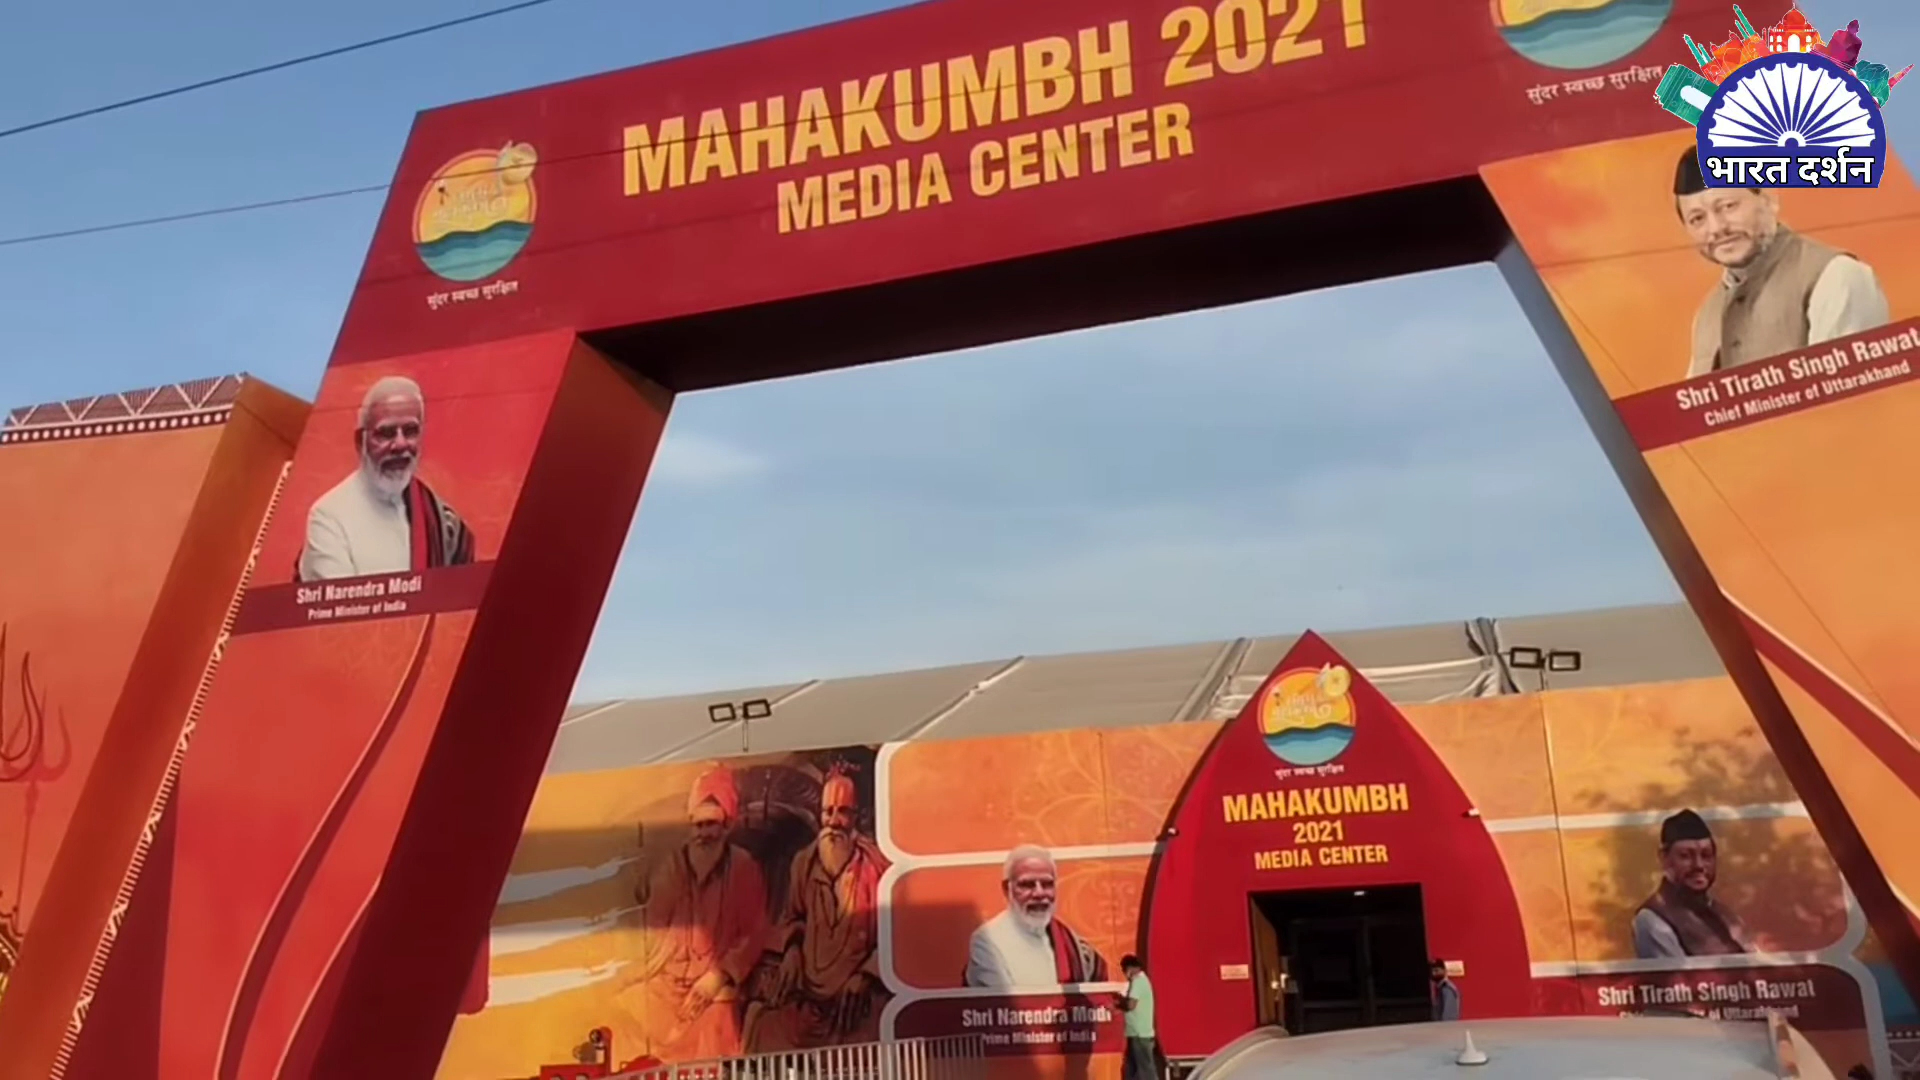 MAHAKUMBH 2021
MEDIA CENTER
सुंदर स्वच्छ सुरक्षित
सुंदर स्वच्छ सुरक्षित
भारत दर्शन
Shri Tirath Singh Rawat
Chief Minister of Uttarakhand
Shri Narendra Modi
Prime Minister of India
सुंदर स्वच्छ सुरक्षित
MAHAKUMBH
2021
MEDIA CENTER
Shri Narendra Modi
Prime Minister of India
Shri Tirath Singh Rawat
of Uttarakhand